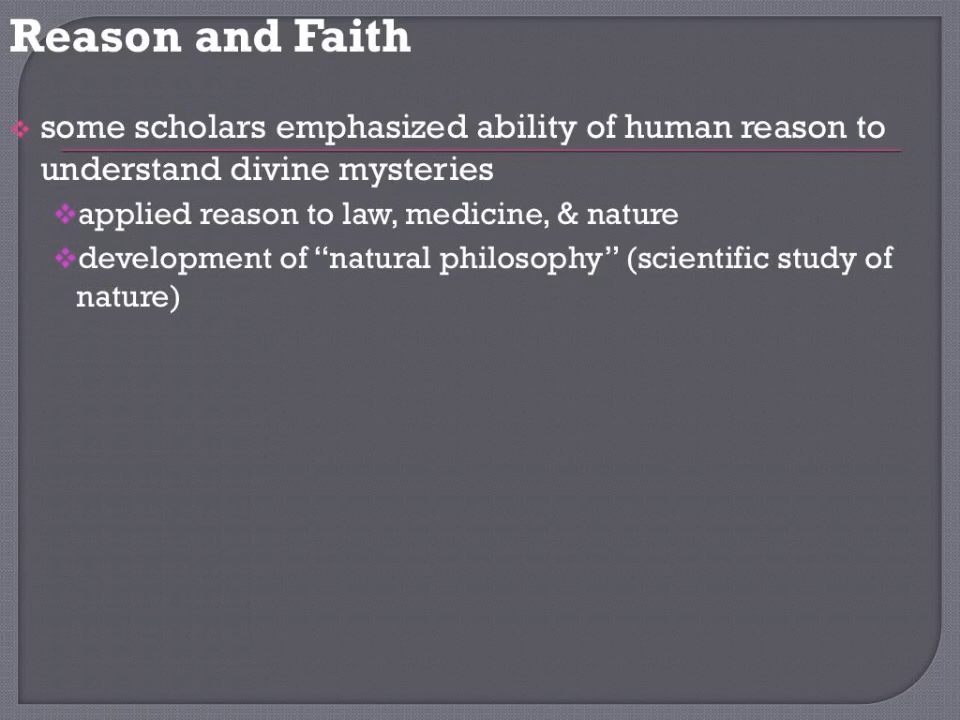 Reason and Faith
some scholars emphasized ability of human reason to
understand divine mysteries
applied reason to law, medicine, & nature
development of “natural philosophy” (scientific study of
nature)